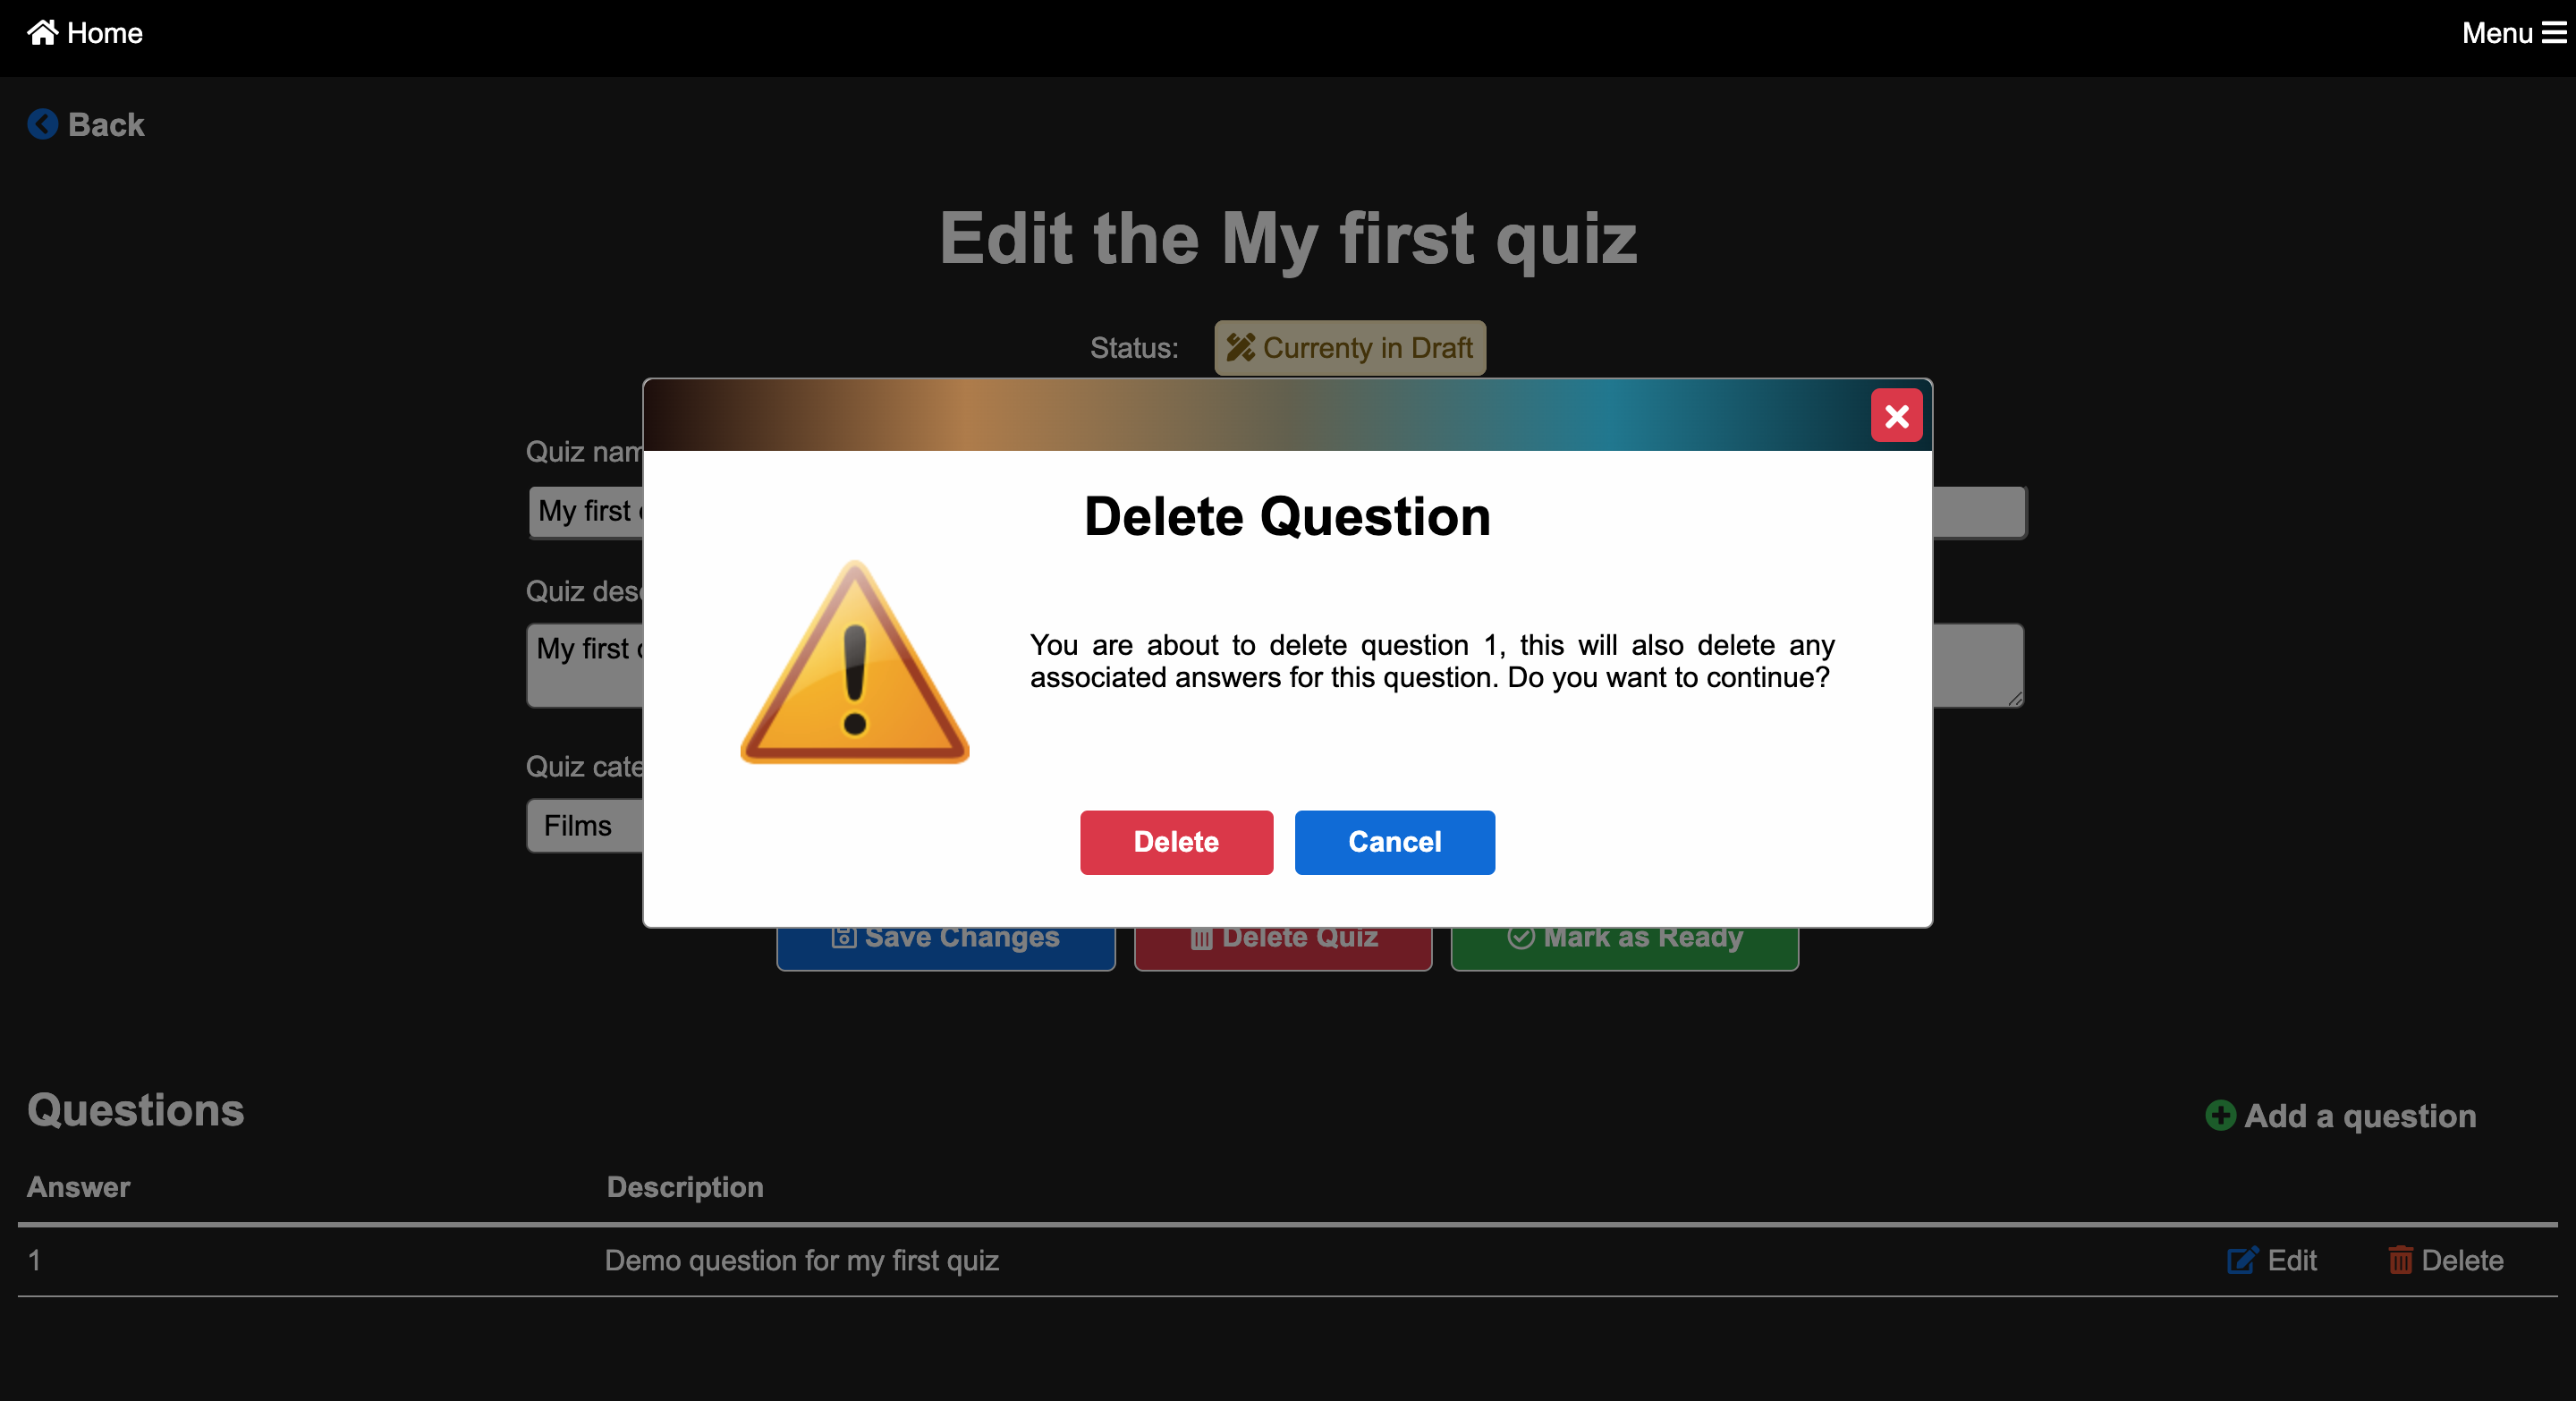 Home
Menu
Back
Edit the My first quiz
Status: Currenty in Draft
Quiz
My first
Delete Question
Quiz
My first
You are about to delete question 1, this will also delete any
associated answers for this question. Do you want to continue?
Quiz
Films
Delete Cancel
Save Changes Delete Quiz Mark as Ready
Questions
Add a question
Answer Description
1 Demo question for my first quiz Edit Delete